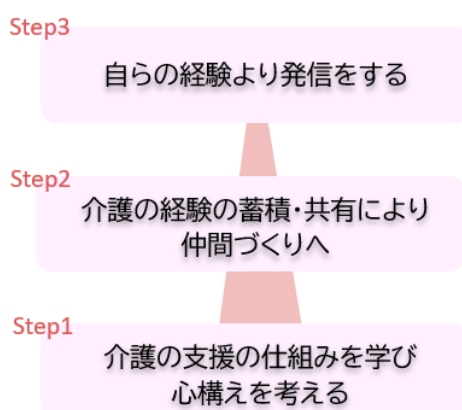 Step3
自らの経験より発信をする
Step2
介護の経験の蓄積・共有により
仲間づくりへ
Step1
介護の支援の仕組みを学び
心構えを考える